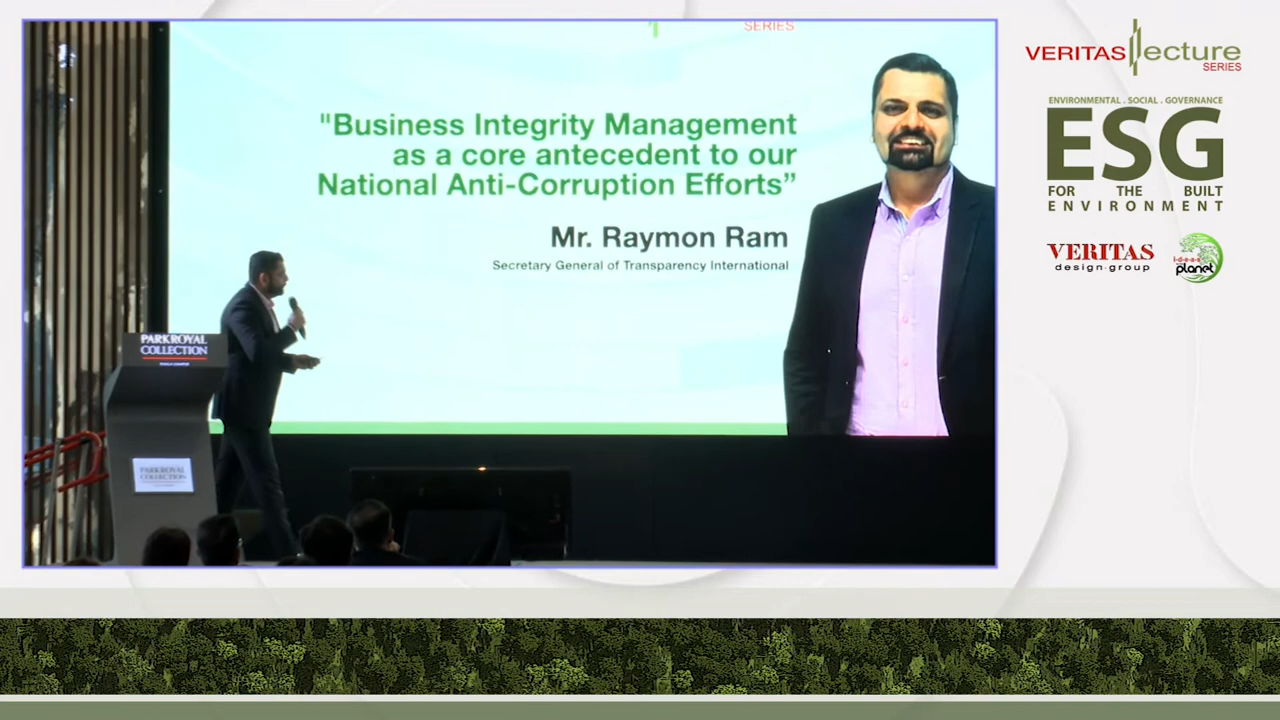 SERIES
"Business Integrity Management
as a core antecedent to our
National Anti-Corruption Efforts”
Mr. Raymon Ram
Secretary General of Transparency International
PARKROYAL
COLLECTION
PARKROYAL
COLLECTION
VERITAS lecture
SERIES
ENVIRONMENTAL . SOCIAL . GOVERNANCE
ESG
FOR THE BUILT
ENVIRONMENT
VERITAS
design group
i-d-e-a-s
planet